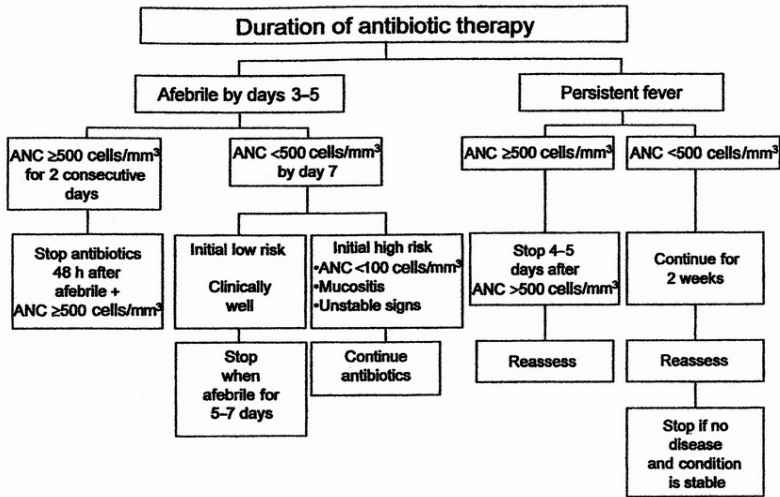 Duration of antibiotic therapy
Afebrile by days 3–5
Persistent fever
ANC ≥500 cells/mm³
for 2 consecutive
days
ANC <500 cells/mm³
by day 7
ANC ≥500 cells/mm³
ANC <500 cells/mm³
Stop antibiotics
48 h after
afebrile +
ANC ≥500 cells/mm³
Initial low risk
Clinically
well
Initial high risk
•ANC <100 cells/mm³
•Mucositis
•Unstable signs
Stop 4–5
days after
ANC >500 cells/mm³
Continue for
2 weeks
Stop
when
afebrile for
5–7 days
Continue
antibiotics
Reassess
Reassess
Stop if no
disease
and condition
is stable